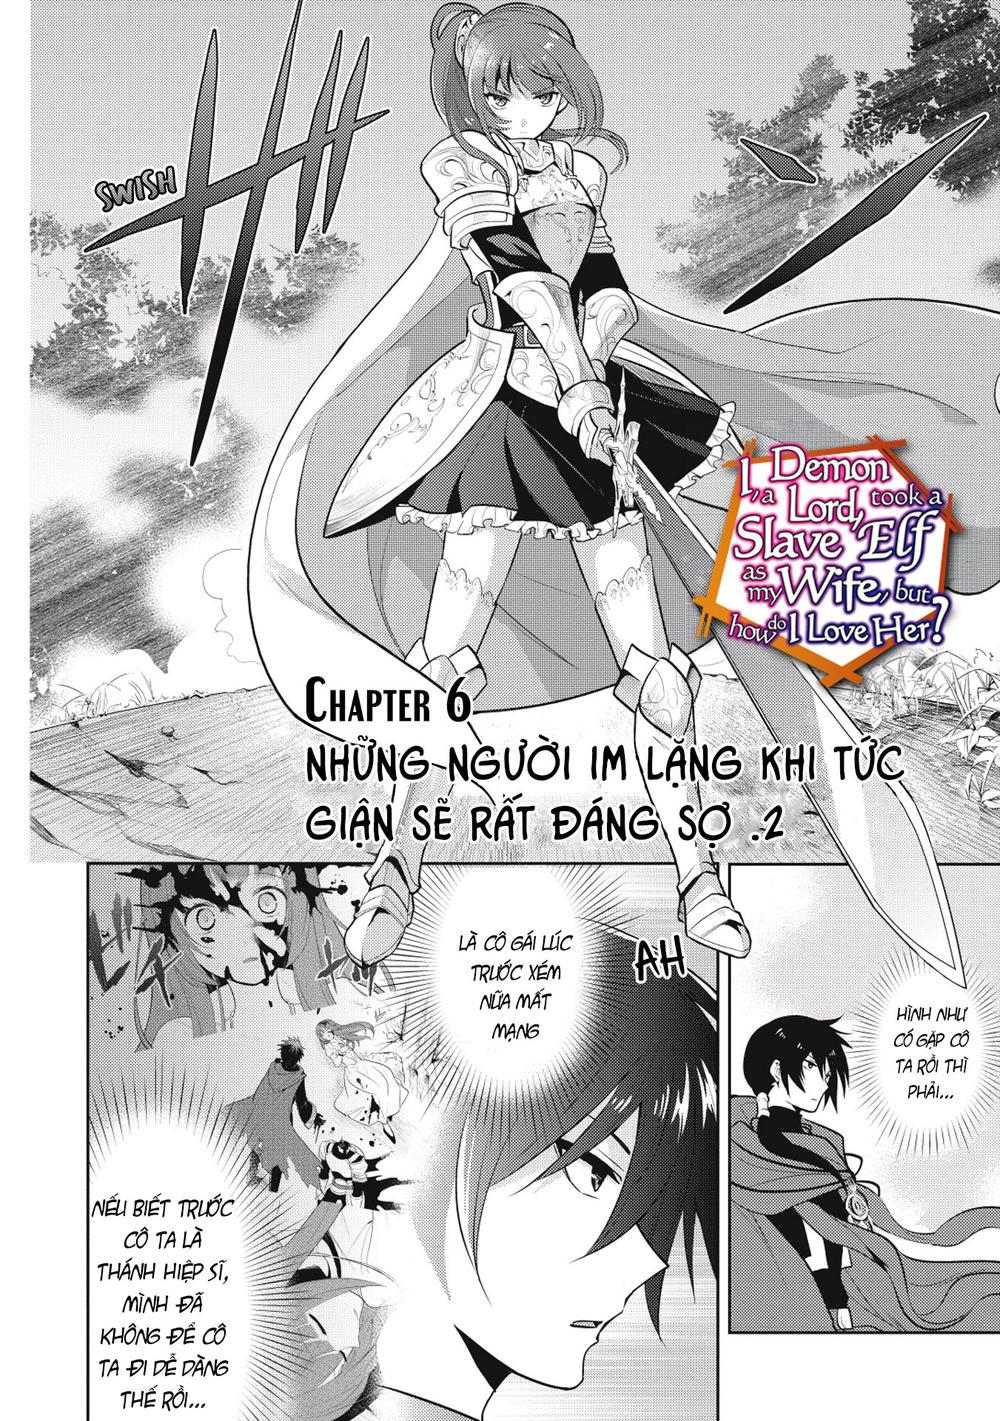 SWISH
I, a Demon
Lord, took a
Slave Elf
as
my Wife, but
how do I Love Her?
CHAPTER 6
NHỮNG NGƯỜI IM LẶNG KHI TỨC
GIẬN SẼ RẤT ĐÁNG SỢ .2
HÌNH NHƯ
CÓ GẶP CÔ
TA RỒI THÌ
PHẢI...
AH
LÀ CÔ GÁI LÚC
TRƯỚC XÉM
NỮA MẤT
MẠNG
NẾU BIẾT TRƯỚC
CÔ TA LÀ
THÁNH HIỆP SĨ,
MÌNH ĐÃ
KHÔNG ĐỂ CÔ
TA ĐI DỄ DÀNG
THẾ RỒI...